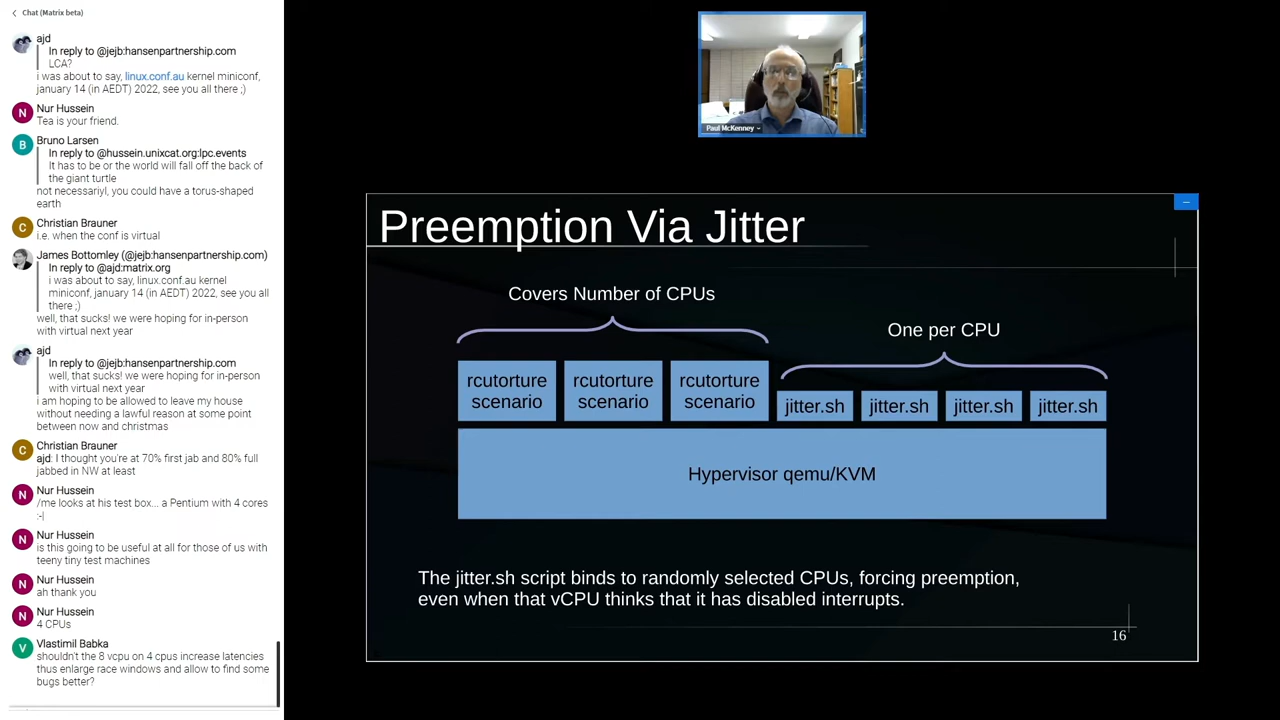 Chat (Matrix beta)
ajd
In reply to @jejb:hansenpartnership.com
LCA?
i was about to say, linux.conf.au kernel miniconf,
january 14 (in AEDT) 2022, see you all there ;)
N
Nur Hussein
Tea is your friend.
B
Bruno Larsen
In reply to @hussein.unixcat.org:lpc.events
It has to be or the world will fall off the back of
the giant turtle
not necessariyl, you could have a torus-shaped
earth
C
Christian Brauner
i.e. when the conf is virtual
James Bottomley (@jejb:hansenpartnership.com)
In reply to @ajd:matrix.org
i was about to say, linux.conf.au kernel
miniconf, january 14 (in AEDT) 2022, see you all
there ;)
well, that sucks! we were hoping for in-person
with virtual next year
ajd
In reply to @jejb:hansenpartnership.com
well, that sucks! we were hoping for in-person
with virtual next year
i am hoping to be allowed to leave my house
without needing a lawful reason at some point
between now and christmas
C
Christian Brauner
ajd: I thought you're at 70% first jab and 80% full
jabbed in NW at least
N
Nur Hussein
/me looks at his test box... a Pentium with 4 cores
:-|
N
Nur Hussein
is this going to be useful at all for those of us with
teeny tiny test machines
N
Nur Hussein
ah thank you
N
Nur Hussein
4 CPUs
V
Vlastimil Babka
shouldn't the 8 vcpu on 4 cpus increase latencies
thus enlarge race windows and allow to find some
bugs better?
Paul McKenney
Preemption Via Jitter
Covers Number of CPUs
One per CPU
rcutorture
scenario
rcutorture
scenario
rcutorture
scenario
jitter.sh
jitter.sh
jitter.sh
jitter.sh
Hypervisor qemu/KVM
The jitter.sh script binds to randomly selected CPUs, forcing preemption,
even when that vCPU thinks that it has disabled interrupts.
16